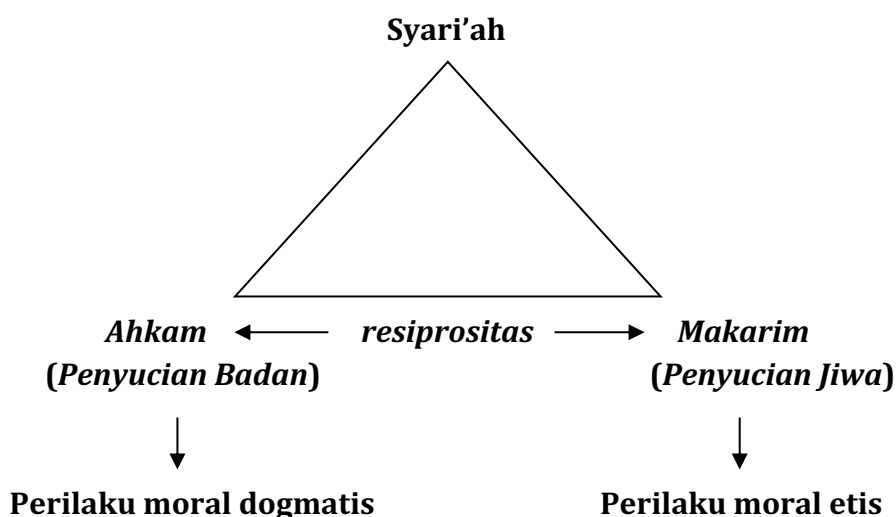 Syari’ah
Ahkam resiprositas Makarim
(Penyucian Badan) (Penyucian Jiwa)
Perilaku moral dogmatis Perilaku moral etis